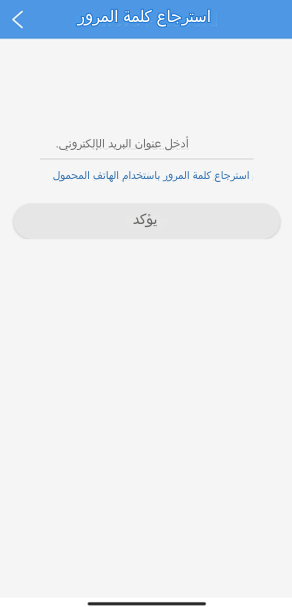 استرجاع كلمة المرور
أدخل عنوان البريد الإلكتروني.
استرجاع كلمة المرور باستخدام الهاتف المحمول
يؤكد